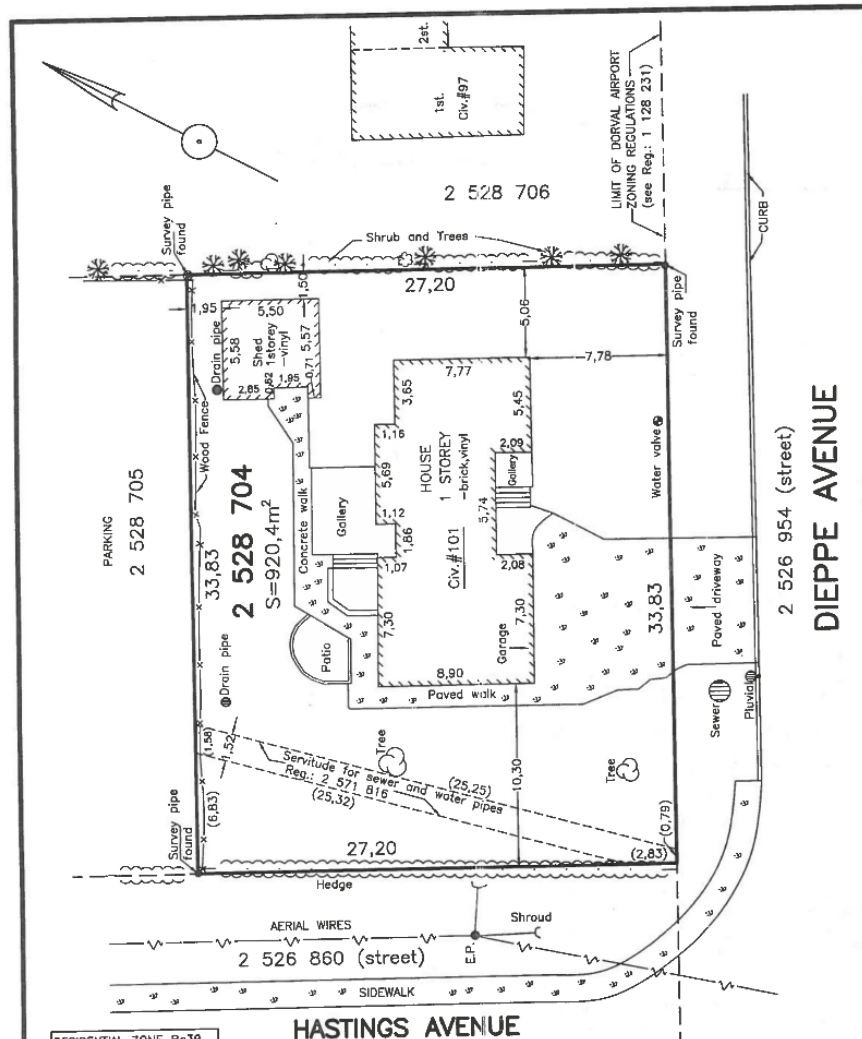 2st.
1st.
Civ.#97
LIMIT OF DORVAL AIRPORT
ZONING REGULATIONS
(see Reg.: 1 128 231)
2 528 706
CURB
Survey pipe
found
Shrub and Trees
27,20
1,50
5,06
Survey pipe
found
1,95
5,50
Drain pipe
5,58
Shed
1storey
-vinyl
5,57
0,62
1,95
0,71
2,85
7,77
7,78
3,65
5,45
1,16
2,09
Wood Fence
Water valve
PARKING
2 528 705
33,83
2 528 704
S=920,4m²
Concrete walk
Gallery
5,69
HOUSE
1 STOREY
-brick,vinyl
Civ.#101
Gallery
5,74
1,12
1,86
1,07
2,08
2 526 954 (street)
DIEPPE AVENUE
7,30
7,30
33,83
Paved driveway
Patio
Garage
8,90
Paved walk
Drain pipe
Sewer
Pluvial
(1,58)
1,52
Servitude for sewer and water pipes
Reg.: 2 571 816
Tree
(25,25)
(25,32)
10,30
Tree
(6,83)
(0,79)
Survey pipe
found
27,20
(2,83)
Hedge
AERIAL WIRES
Shroud
E.P.
2 526 860 (street)
SIDEWALK
HASTINGS AVENUE